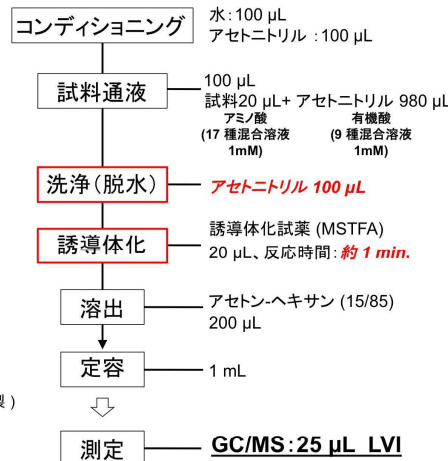 コンディショニング
水：100 µL
アセトニトリル ：100 µL
試料通液
100 µL
試料20 µL+ アセトニトリル 980 µL
アミノ酸
(17 種混合溶液
1mM)
有機酸
(9 種混合溶液
1mM)
洗浄（脱水）
アセトニトリル 100 µL
誘導体化
誘導体化試薬 (MSTFA)
20 µL、反応時間：約 1 min.
溶出
アセトン-ヘキサン (15/85)
200 µL
定容
1 mL
製 )
測定
GC/MS：25 µL LVI